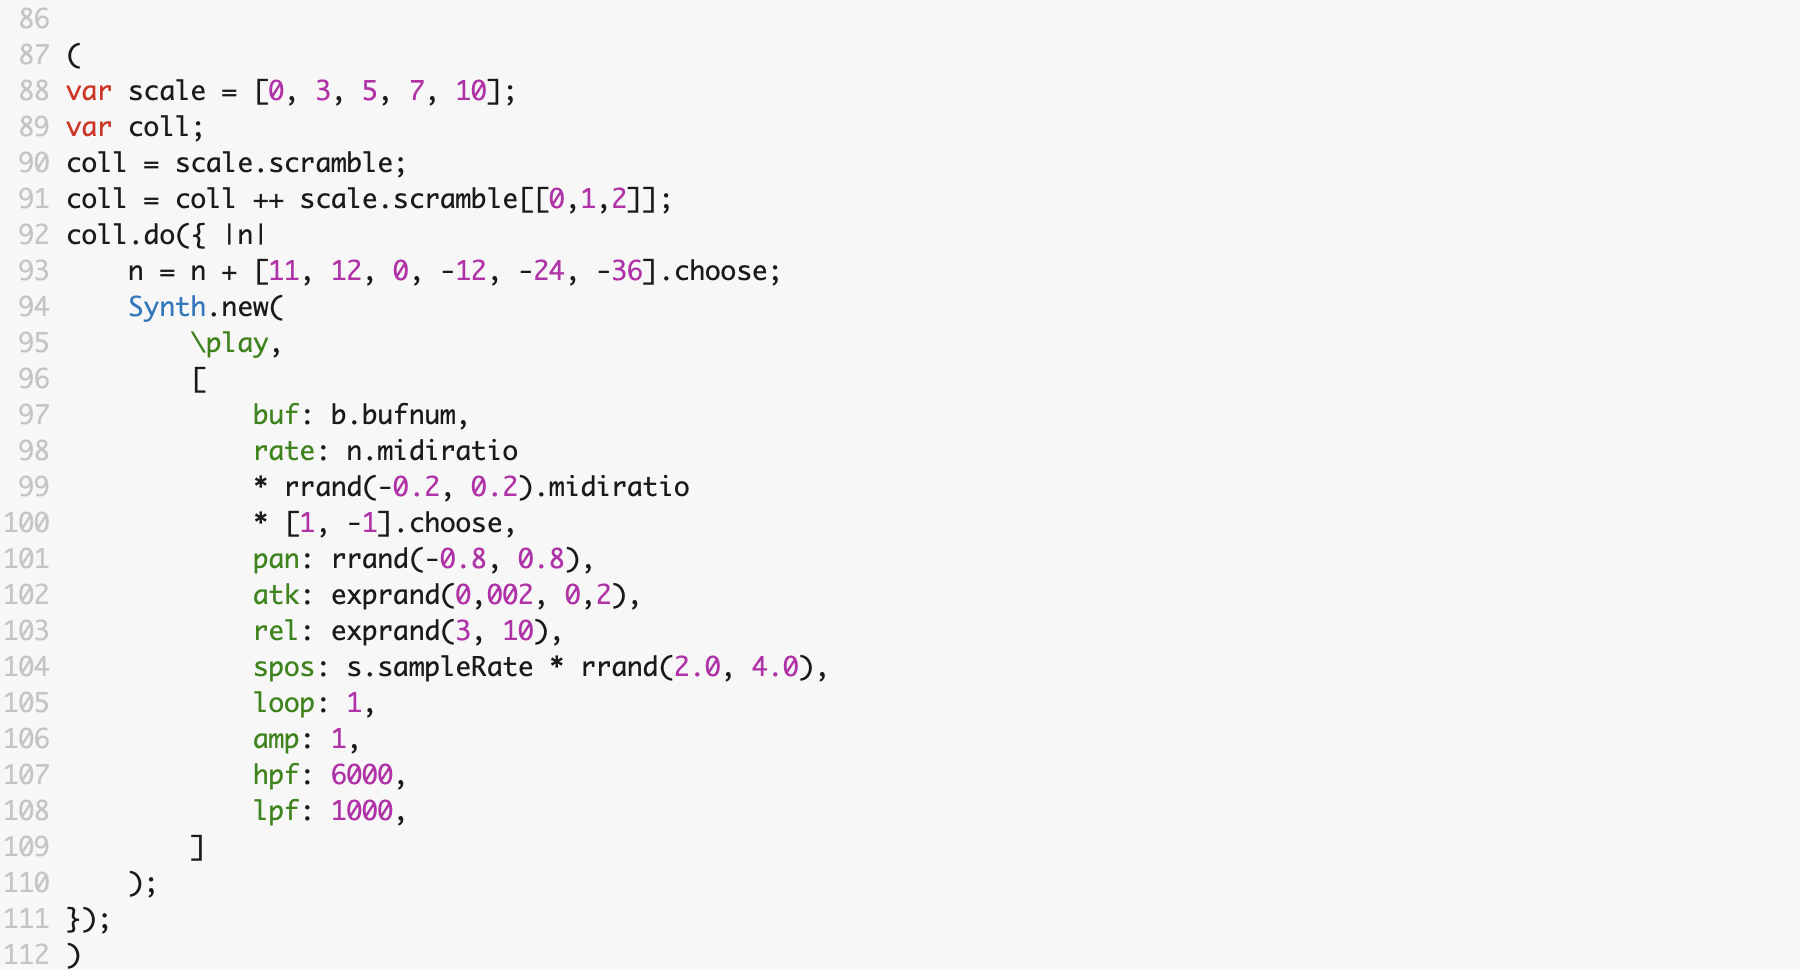 86
87 (
88 var scale = [0, 3, 5, 7, 10];
89 var coll;
90 coll = scale.scramble;
91 coll = coll ++ scale.scramble[[0,1,2]];
92 coll.do({ |n|
93     n = n + [11, 12, 0, -12, -24, -36].choose;
94     Synth.new(
95         \play,
96         [
97             buf: b.bufnum,
98             rate: n.midiratio
99             * rrand(-0.2, 0.2).midiratio
100             * [1, -1].choose,
101             pan: rrand(-0.8, 0.8),
102             atk: exprand(0,002, 0,2),
103             rel: exprand(3, 10),
104             spos: s.sampleRate * rrand(2.0, 4.0),
105             loop: 1,
106             amp: 1,
107             hpf: 6000,
108             lpf: 1000,
109         ]
110     );
111 });
112 )